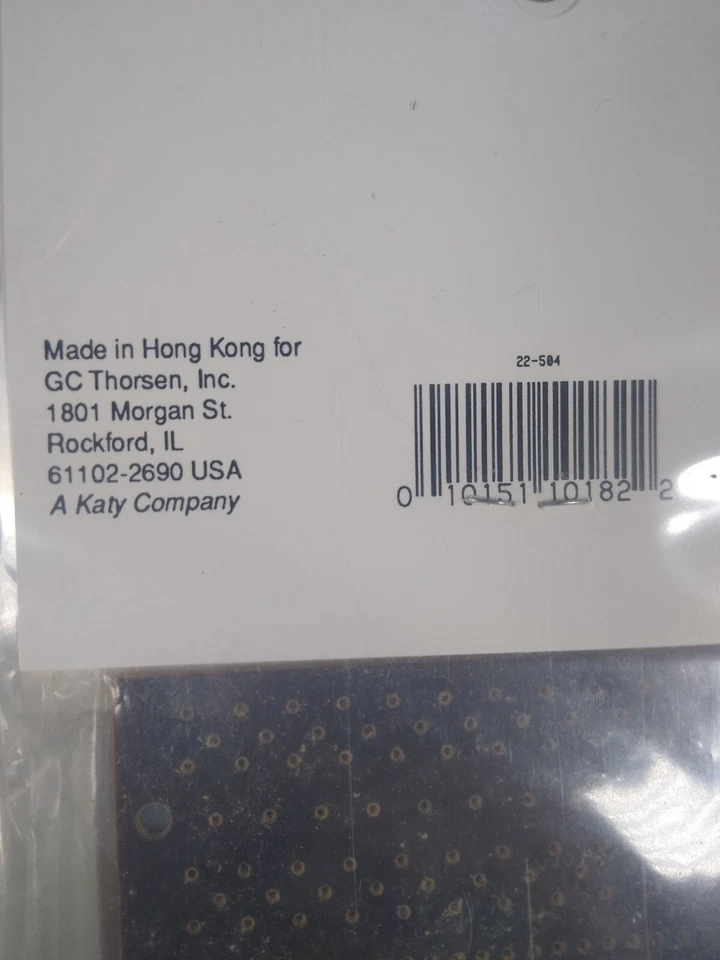 Made in Hong Kong for
GC Thorsen, Inc.
1801 Morgan St.
Rockford, IL
61102-2690 USA
A Katy Company
22-504
0 10151 10182 2